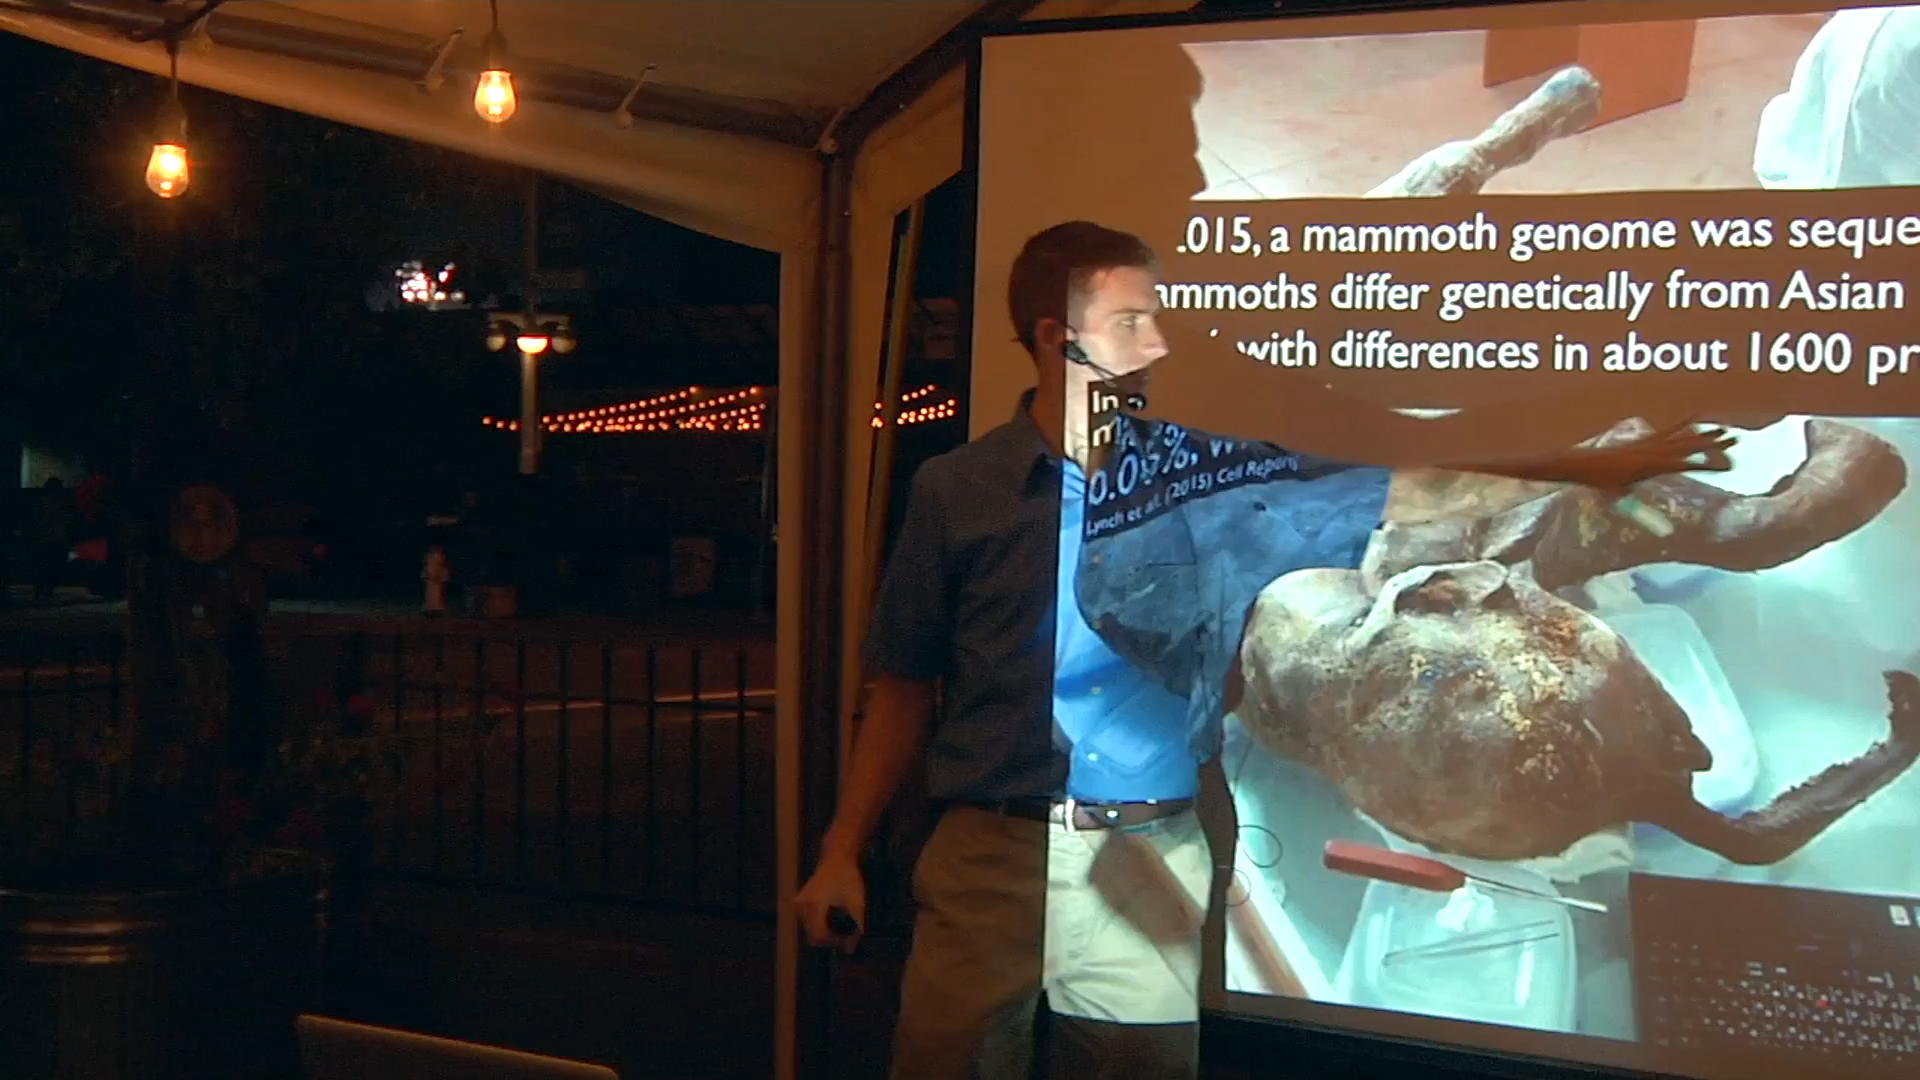 .015, a mammoth genome was seque
ammoths differ genetically from Asian
with differences in about 1600 pr
In
m
0.0 %, w
Lynch et al. (2015) Cell Reports